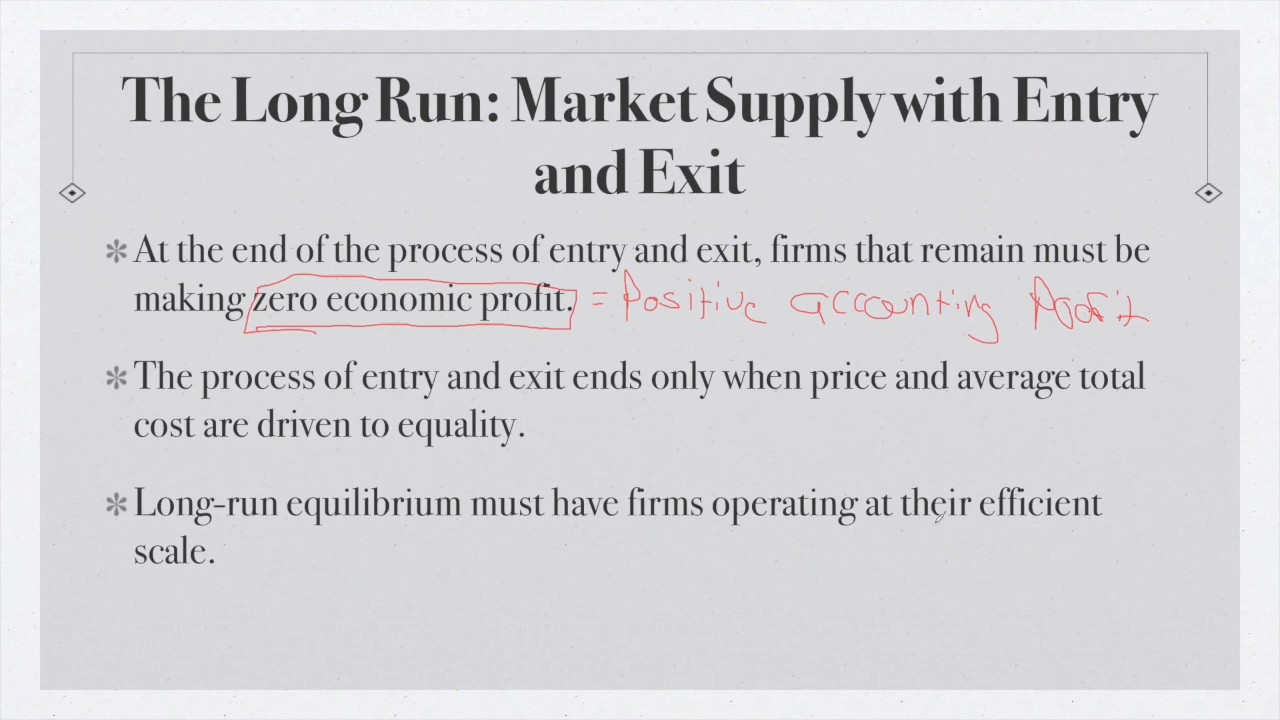 The Long Run: Market Supply with Entry
and Exit
At the end of the process of entry and exit, firms that remain must be
making zero economic profit. = Positive accounting Profit
The process of entry and exit ends only when price and average total
cost are driven to equality.
Long-run equilibrium must have firms operating at their efficient
scale.